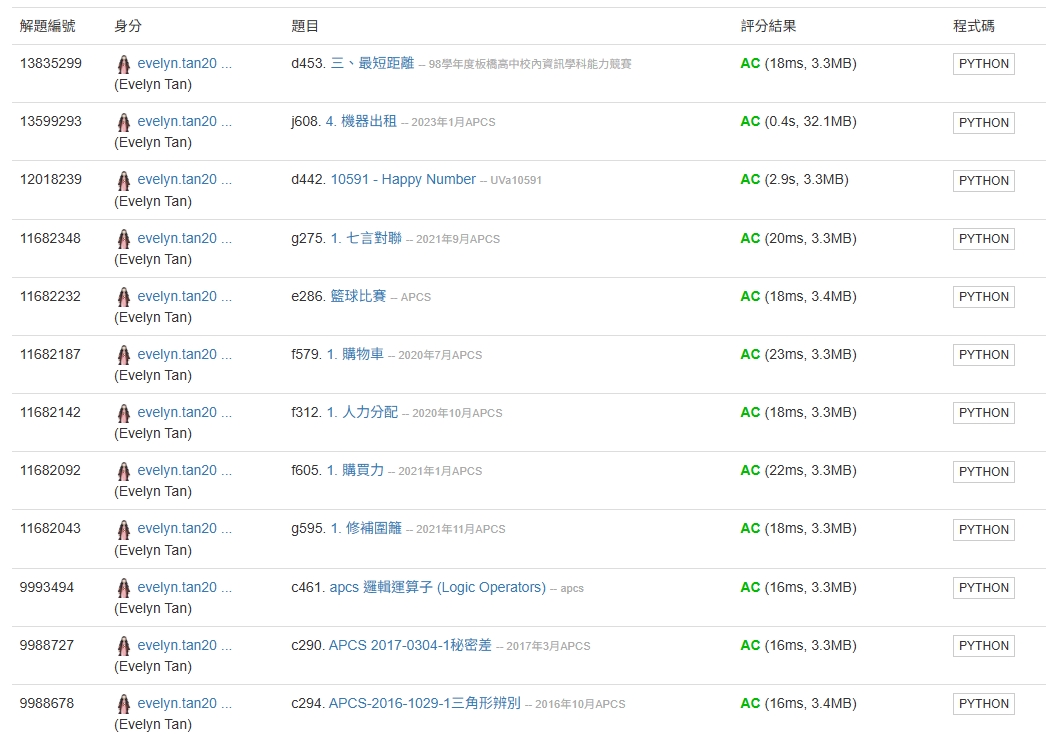 解題編號 身分 題目 評分結果 程式碼
13835299 evelyn.tan20 ... d453. 三、最短距離 -- 98學年度板橋高中校內資訊學科能力競賽 AC (18ms, 3.3MB) PYTHON
(Evelyn Tan)
13599293 evelyn.tan20 ... j608. 4. 機器出租 -- 2023年1月APCS AC (0.4s, 32.1MB) PYTHON
(Evelyn Tan)
12018239 evelyn.tan20 ... d442. 10591 - Happy Number -- UVa10591 AC (2.9s, 3.3MB) PYTHON
(Evelyn Tan)
11682348 evelyn.tan20 ... g275. 1. 七言對聯 -- 2021年9月APCS AC (20ms, 3.3MB) PYTHON
(Evelyn Tan)
11682232 evelyn.tan20 ... e286. 籃球比賽 -- APCS AC (18ms, 3.4MB) PYTHON
(Evelyn Tan)
11682187 evelyn.tan20 ... f579. 1. 購物車 -- 2020年7月APCS AC (23ms, 3.3MB) PYTHON
(Evelyn Tan)
11682142 evelyn.tan20 ... f312. 1. 人力分配 -- 2020年10月APCS AC (18ms, 3.3MB) PYTHON
(Evelyn Tan)
11682092 evelyn.tan20 ... f605. 1. 購買力 -- 2021年1月APCS AC (22ms, 3.3MB) PYTHON
(Evelyn Tan)
11682043 evelyn.tan20 ... g595. 1. 修補圍籬 -- 2021年11月APCS AC (18ms, 3.3MB) PYTHON
(Evelyn Tan)
9993494 evelyn.tan20 ... c461. apcs 邏輯運算子 (Logic Operators) -- apcs AC (16ms, 3.3MB) PYTHON
(Evelyn Tan)
9988727 evelyn.tan20 ... c290. APCS 2017-0304-1秘密差 -- 2017年3月APCS AC (16ms, 3.3MB) PYTHON
(Evelyn Tan)
9988678 evelyn.tan20 ... c294. APCS-2016-1029-1三角形辨別 -- 2016年10月APCS AC (16ms, 3.4MB) PYTHON
(Evelyn Tan)